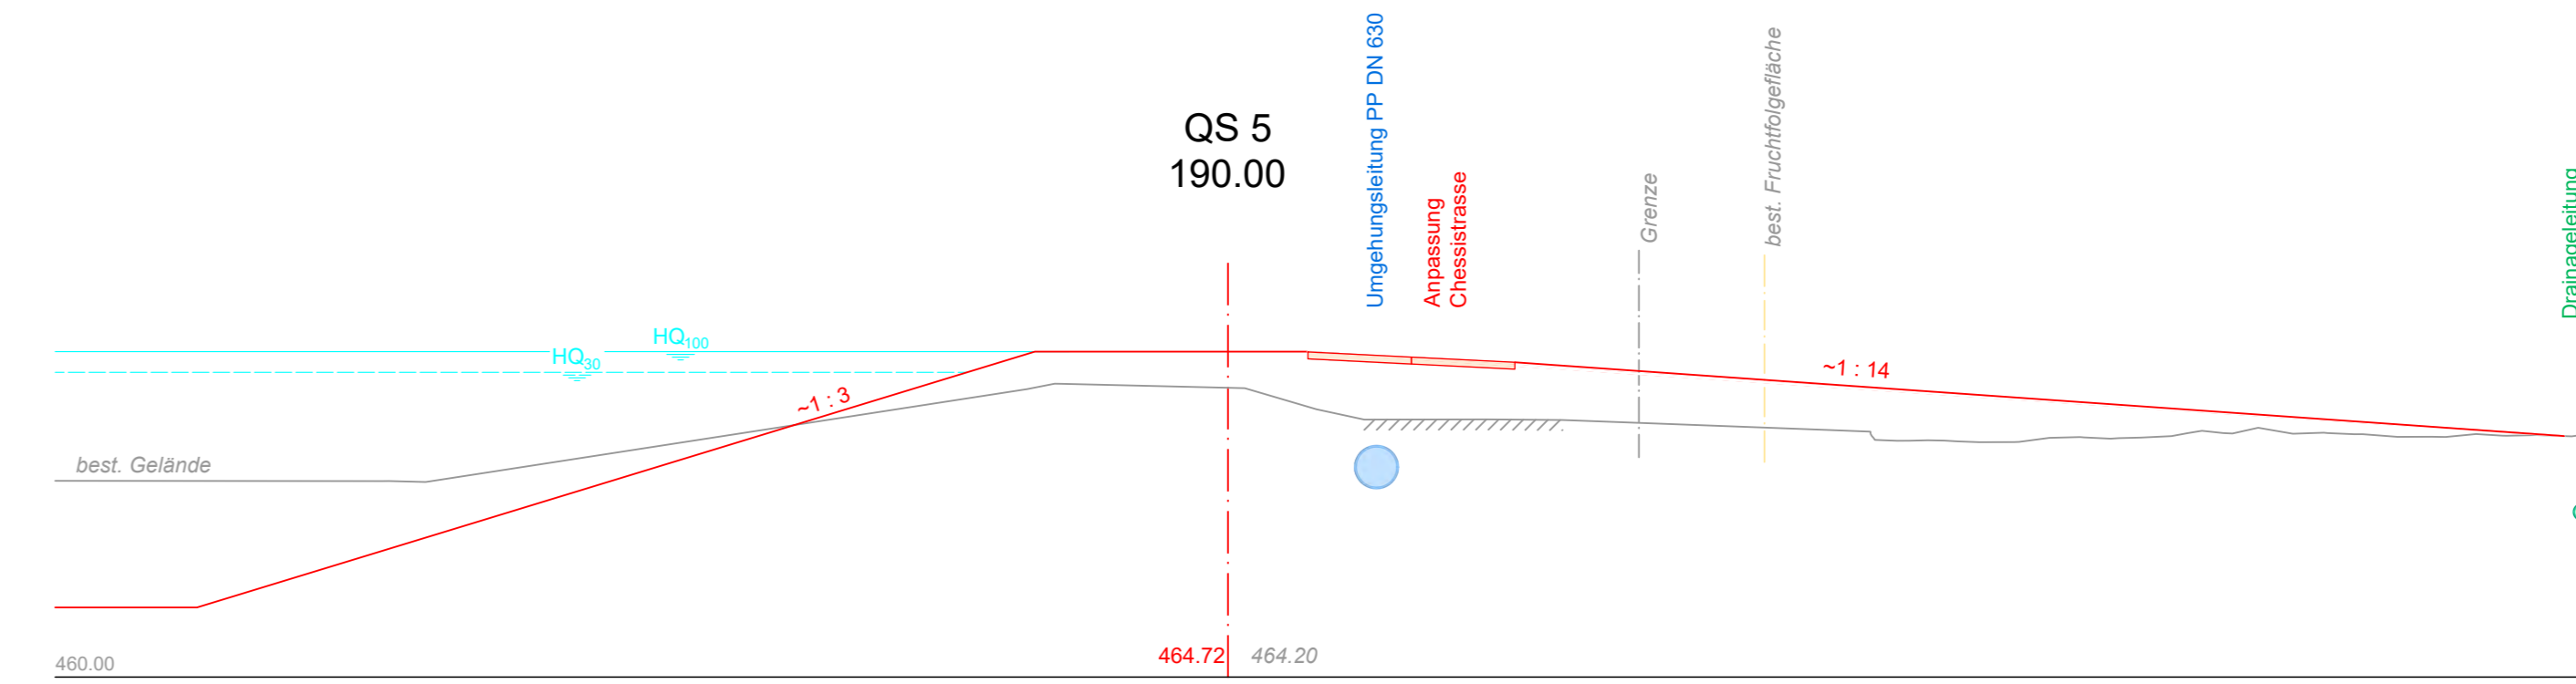 QS 5
190.00
Umgehungsleitung PP DN 630
Anpassung
Chessistrasse
Grenze
best. Fruchtfolgefläche
Drainageleitung
HQ100
HQ30
~1 : 3
~1 : 14
best. Gelände
460.00
464.72
464.20